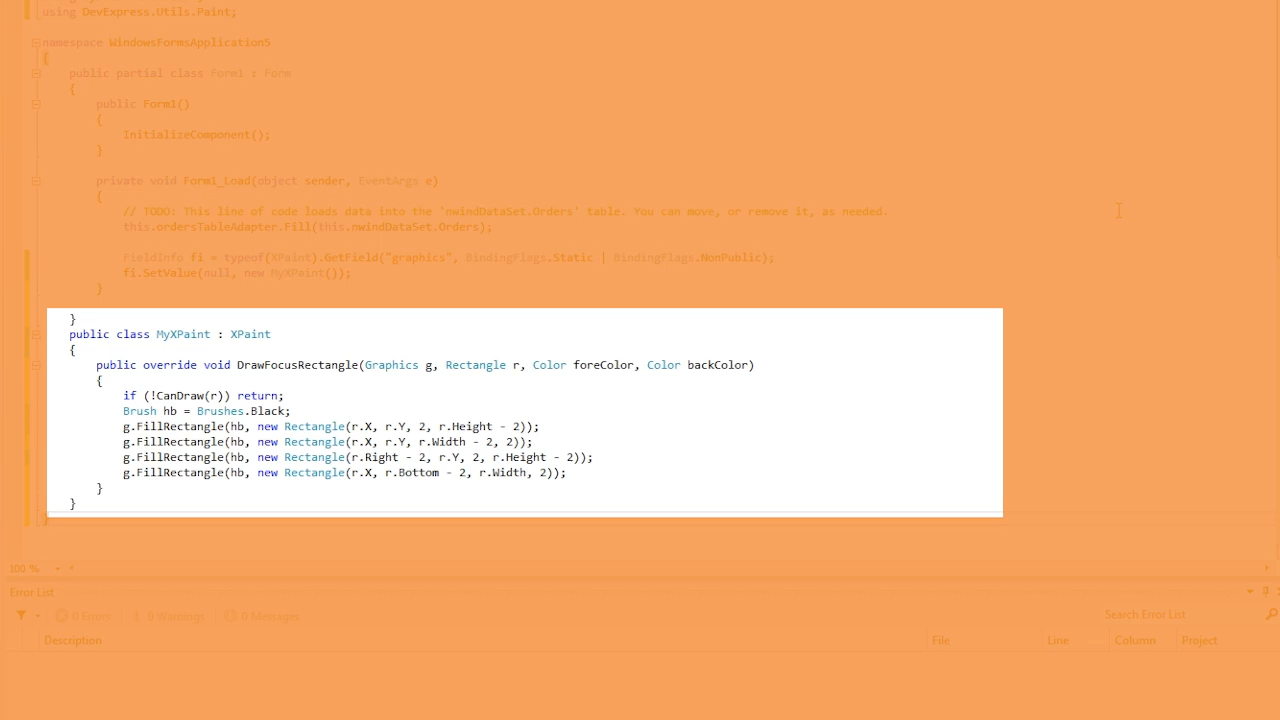 using DevExpress.Utils.Paint;
namespace WindowsFormsApplication5
{
public partial class Form1 : Form
{
public Form1()
{
InitializeComponent();
}
private void Form1_Load(object sender, EventArgs e)
{
// TODO: This line of code loads data into the 'nwindDataSet.Orders' table. You can move, or remove it, as needed.
this.ordersTableAdapter.Fill(this.nwindDataSet.Orders);
FieldInfo fi = typeof(XPaint).GetField("graphics", BindingFlags.Static | BindingFlags.NonPublic);
fi.SetValue(null, new MyXPaint());
}
}
public class MyXPaint : XPaint
{
public override void DrawFocusRectangle(Graphics g, Rectangle r, Color foreColor, Color backColor)
{
if (!CanDraw(r)) return;
Brush hb = Brushes.Black;
g.FillRectangle(hb, new Rectangle(r.X, r.Y, 2, r.Height - 2));
g.FillRectangle(hb, new Rectangle(r.X, r.Y, r.Width - 2, 2));
g.FillRectangle(hb, new Rectangle(r.Right - 2, r.Y, 2, r.Height - 2));
g.FillRectangle(hb, new Rectangle(r.X, r.Bottom - 2, r.Width, 2));
}
}
}
100 %
Error List
0 Errors 0 Warnings 0 Messages Search Error List
Description File Line Column Project